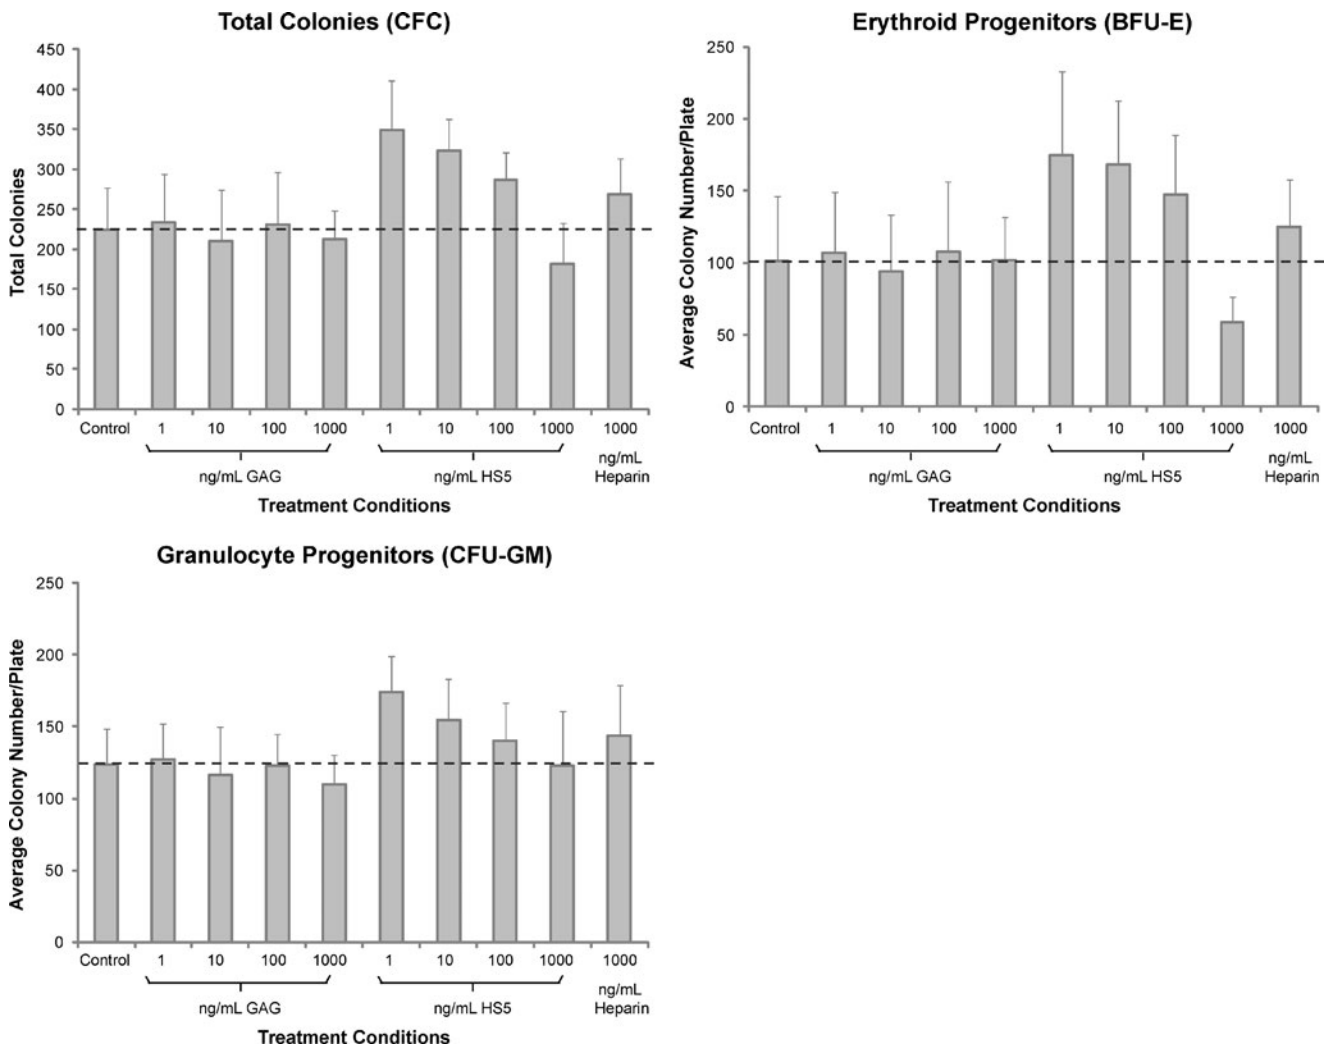 Total Colonies (CFC)
Total Colonies
450
400
350
300
250
200
150
100
50
0
Control 1 10 100 1000 1 10 100 1000 1000
ng/mL GAG ng/mL HS5 ng/mL Heparin
Treatment Conditions
Erythroid Progenitors (BFU-E)
Average Colony Number/Plate
250
200
150
100
50
0
Control 1 10 100 1000 1 10 100 1000 1000
ng/mL GAG ng/mL HS5 ng/mL Heparin
Treatment Conditions
Granulocyte Progenitors (CFU-GM)
Average Colony Number/Plate
250
200
150
100
50
0
Control 1 10 100 1000 1 10 100 1000 1000
ng/mL GAG ng/mL HS5 ng/mL Heparin
Treatment Conditions